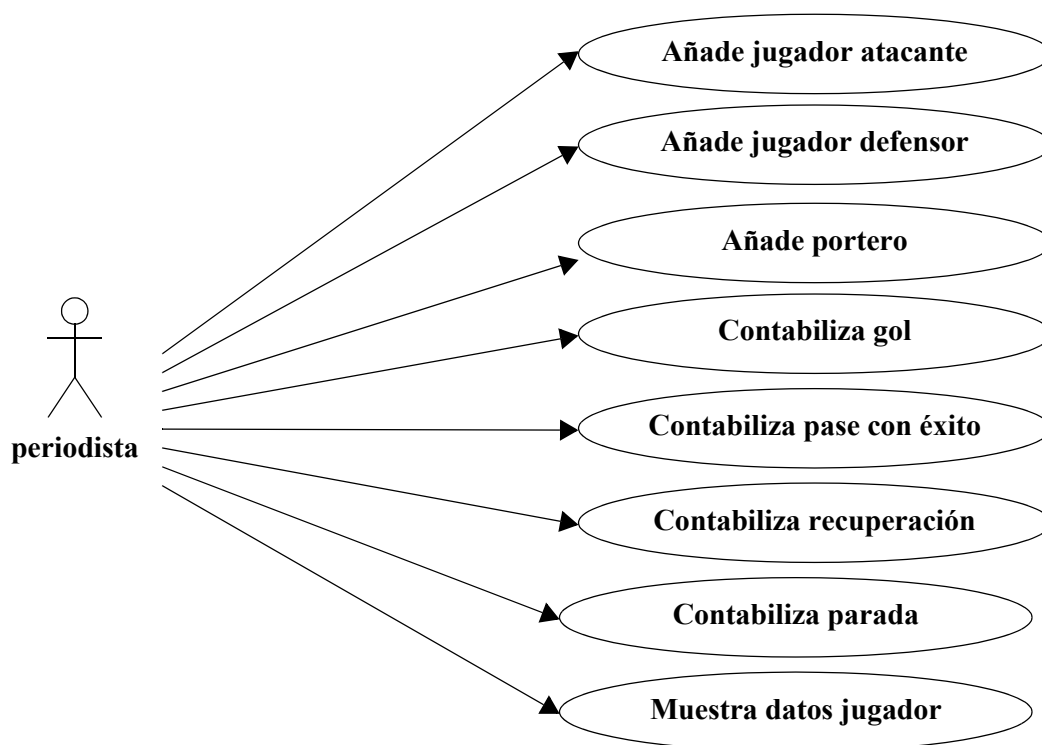 Añade jugador atacante
Añade jugador defensor
Añade portero
Contabiliza gol
Contabiliza pase con éxito
periodista
Contabiliza recuperación
Contabiliza parada
Muestra datos jugador